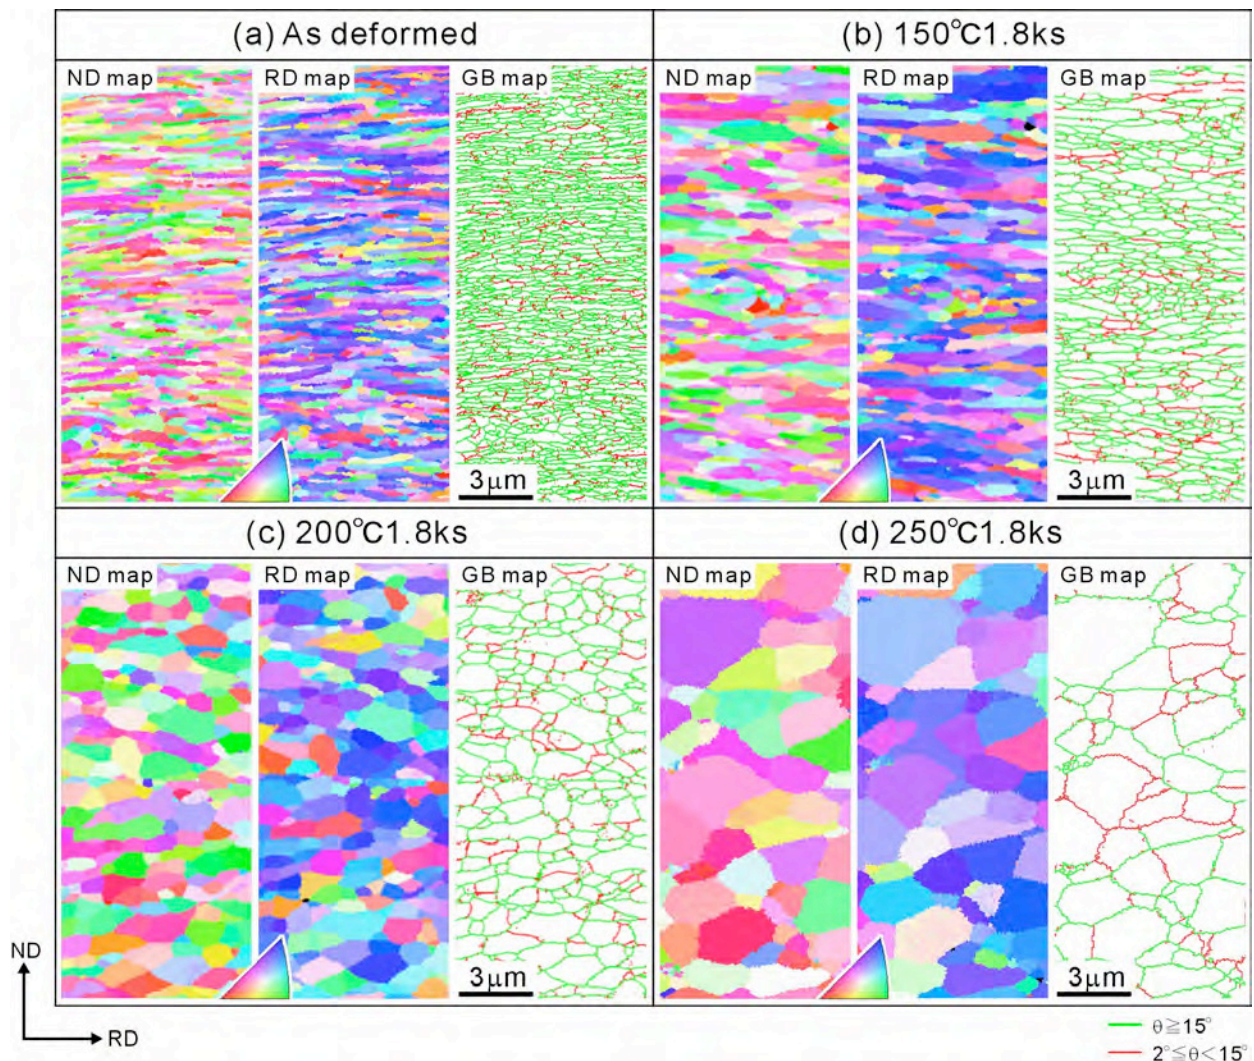 (a) As deformed
(b) 150°C1.8ks
ND map RD map GB map
ND map RD map GB map
3μm
3μm
(c) 200°C1.8ks
(d) 250°C1.8ks
ND map RD map GB map
ND map RD map GB map
3μm
3μm
ND
RD
θ≧15°
2°≦θ<15°